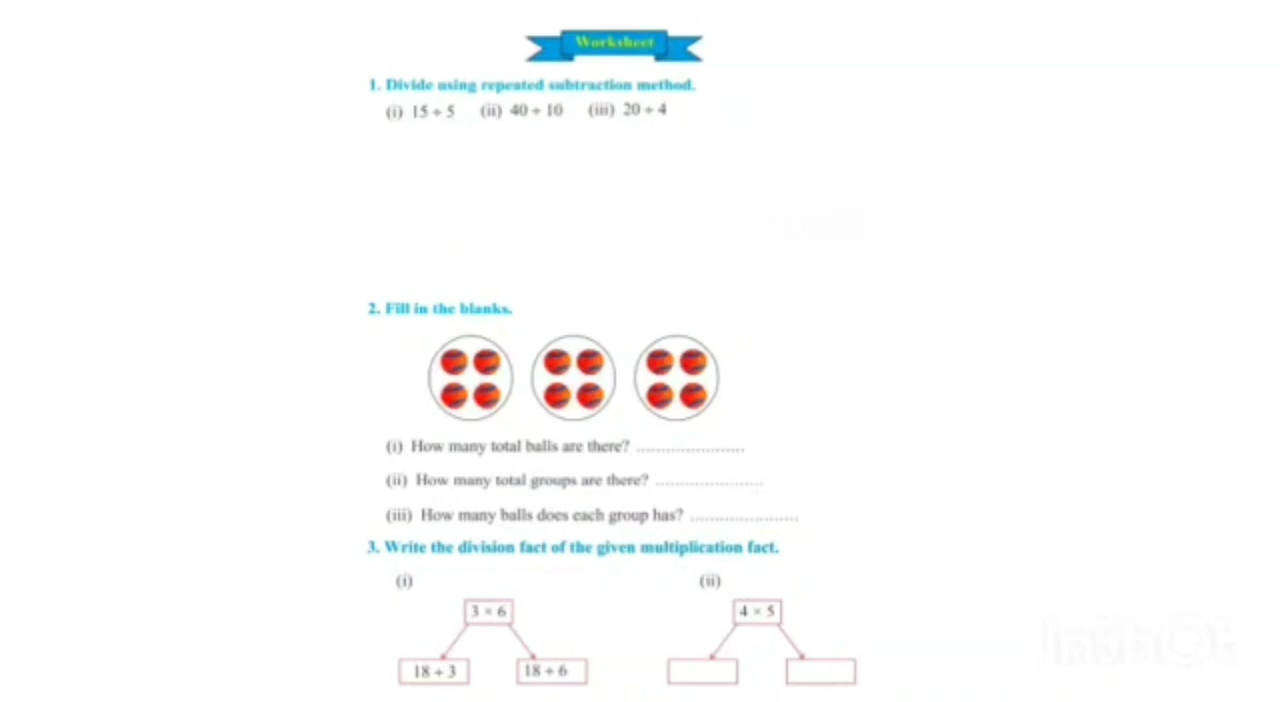 Worksheet
1. Divide using repeated subtraction method.
(i) 15 ÷ 5 (ii) 40 ÷ 10 (iii) 20 ÷ 4
2. Fill in the blanks.
(i) How many total balls are there? ......................
(ii) How many total groups are there? ......................
(iii) How many balls does each group has? ......................
3. Write the division fact of the given multiplication fact.
(i) (ii)
3 × 6 4 × 5
18 ÷ 3 18 ÷ 6